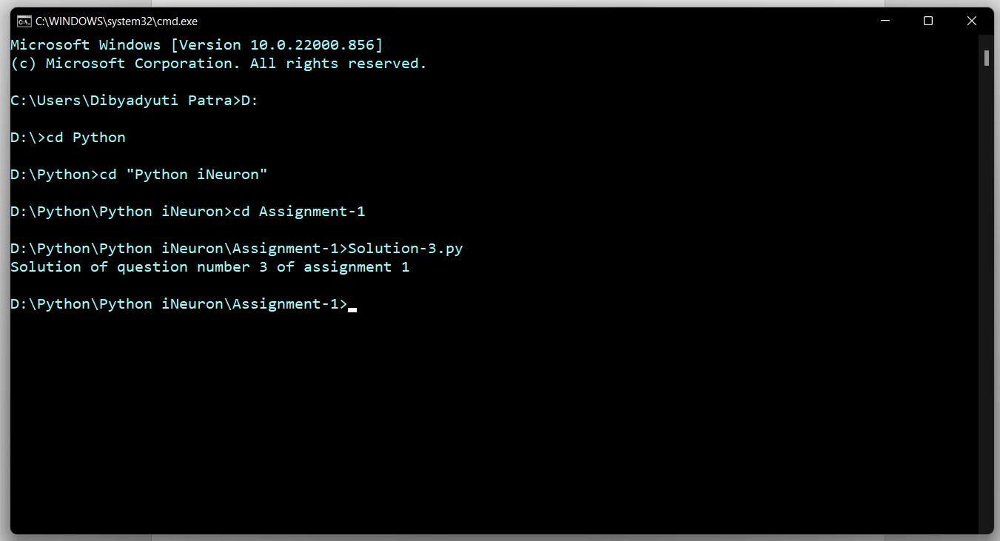 C:\WINDOWS\system32\cmd.exe
Microsoft Windows [Version 10.0.22000.856]
(c) Microsoft Corporation. All rights reserved.
C:\Users\Dibyadyuti Patra>D:
D:\>cd Python
D:\Python>cd "Python iNeuron"
D:\Python\Python iNeuron>cd Assignment-1
D:\Python\Python iNeuron\Assignment-1>Solution-3.py
Solution of question number 3 of assignment 1
D:\Python\Python iNeuron\Assignment-1>